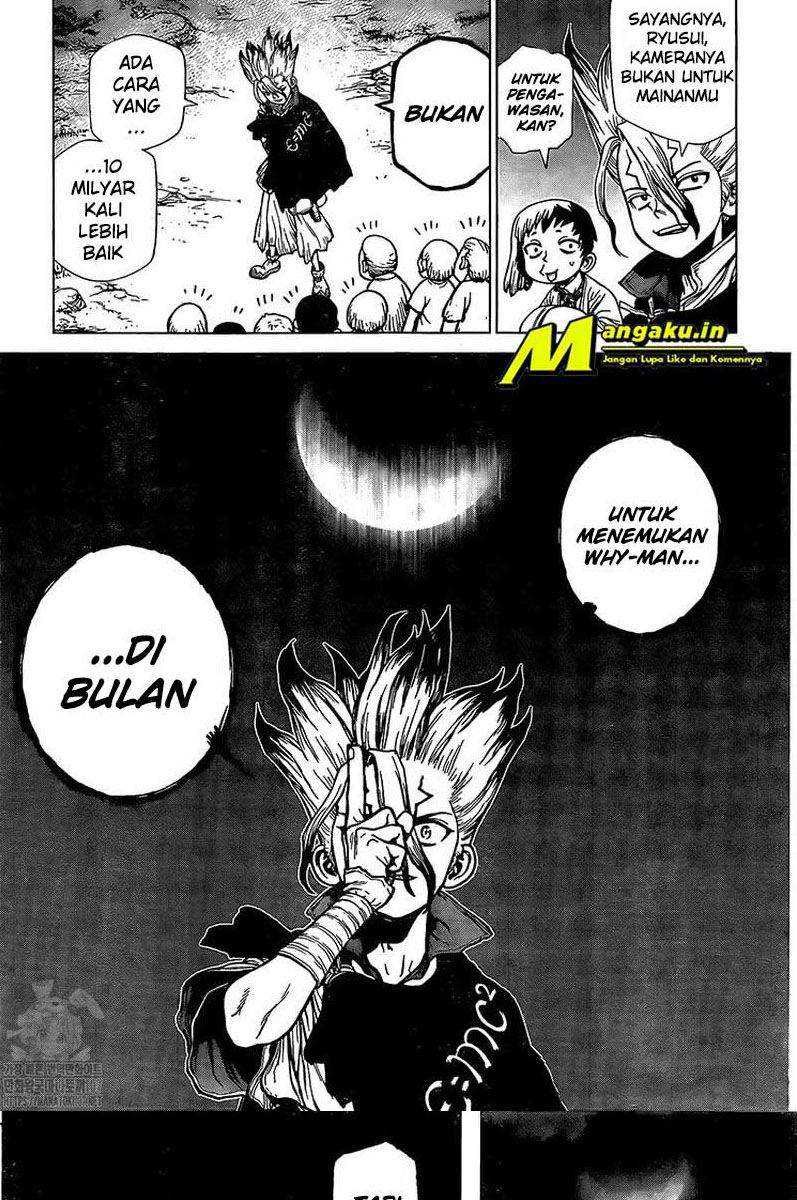 SAYANGNYA,
RYUSUI,
KAMERANYA
BUKAN UNTUK
MAINANMU
UNTUK
PENGA-
WASAN,
KAN?
BUKAN
ADA
CARA
YANG
...
...10
MILYAR
KALI
LEBIH
BAIK
E=mc²
Mangaku.in
Jangan Lupa Like dan Komennya
UNTUK
MENEMUKAN
WHY-MAN...
...DI
BULAN
E=mc²